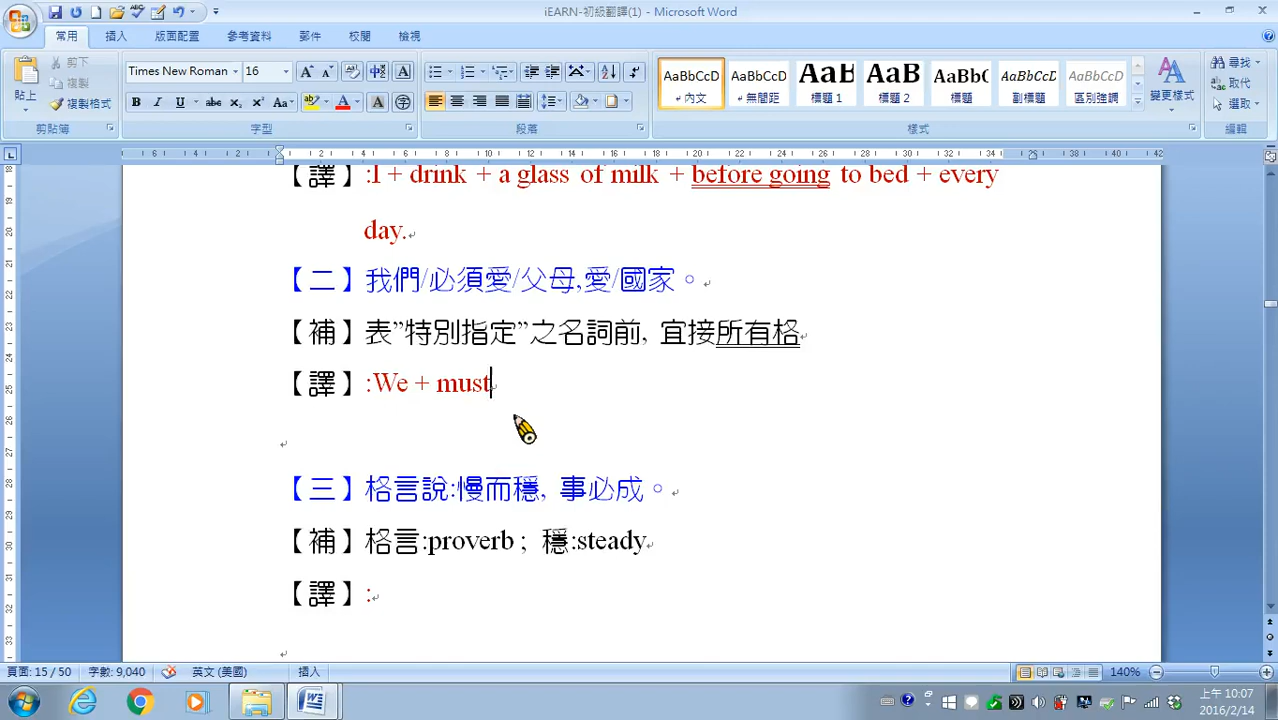 iEARN-初級翻譯(1) - Microsoft Word
常用 插入 版面配置 參考資料 郵件 校閱 檢視
貼上
剪下
複製
複製格式
剪貼簿
Times New Roman 16
B I U abc x₂ x² Aa
字型
段落
AaBbCcD AaBbCcD AaB AaB AaBbC AaBbCcL AaBbCcD
內文 無間距 標題 1 標題 2 標題 副標題 區別強調
樣式
變更樣式
尋找
取代
選取
編輯
【譯】:I + drink + a glass of milk + before going to bed + every
day.
【二】我們/必須愛/父母,愛/國家。
【補】表”特別指定”之名詞前, 宜接所有格
【譯】:We + must
【三】格言說:慢而穩, 事必成。
【補】格言:proverb ; 穩:steady
【譯】:
頁面: 15 / 50 字數: 9,040 英文 (美國) 插入 140%
上午 10:07
2016/2/14